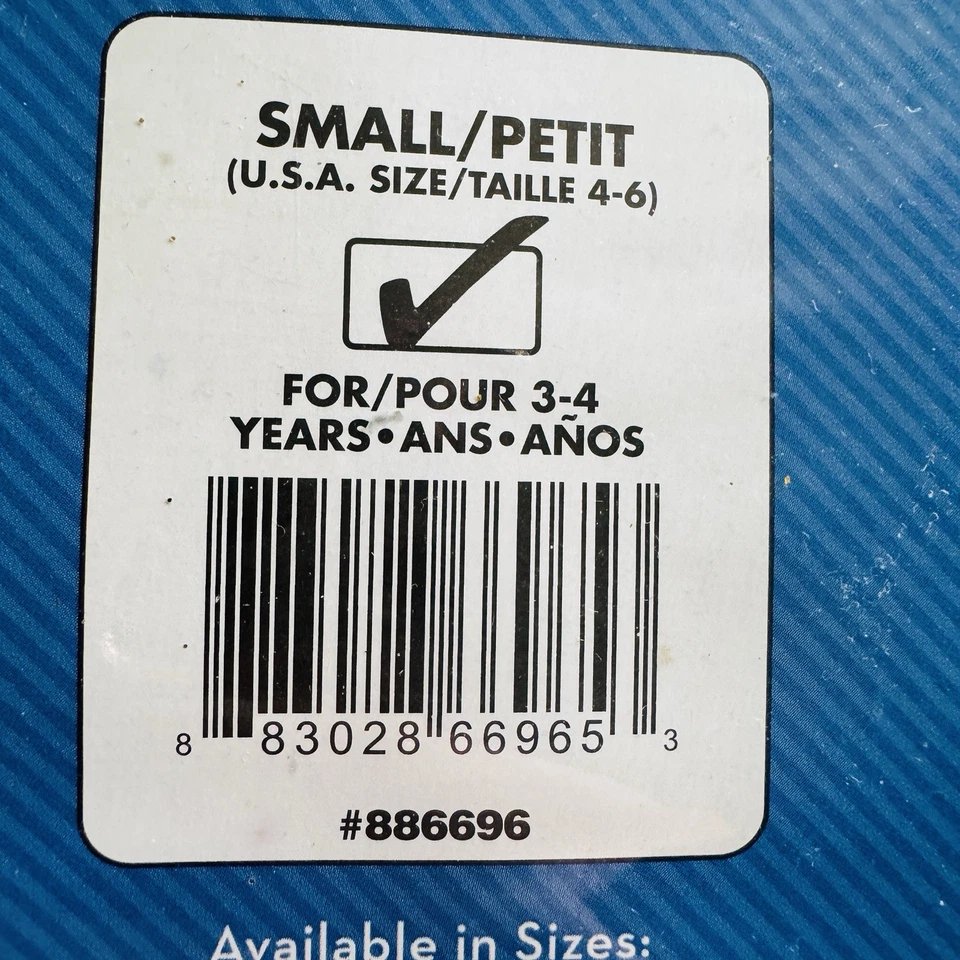 SMALL/PETIT
(U.S.A. SIZE/TAILLE 4-6)
FOR/POUR 3-4
YEARS•ANS•AÑOS
8 83028 66965 3
#886696
Available in Sizes: